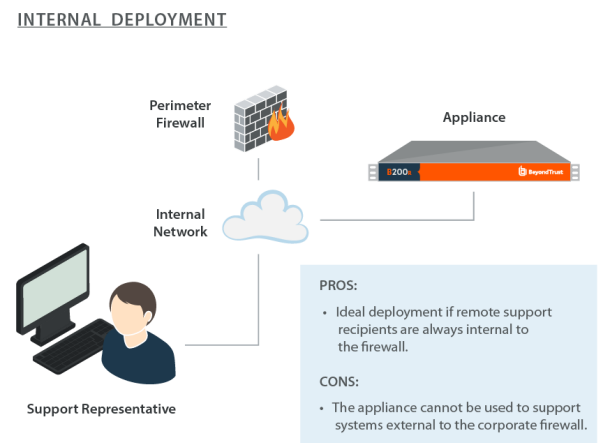 INTERNAL DEPLOYMENT
Perimeter
Firewall
Appliance
B200
BeyondTrust
Internal
Network
PROS:
• Ideal deployment if remote support
recipients are always internal to
the firewall.
CONS:
• The appliance cannot be used to support
systems external to the corporate firewall.
Support Representative